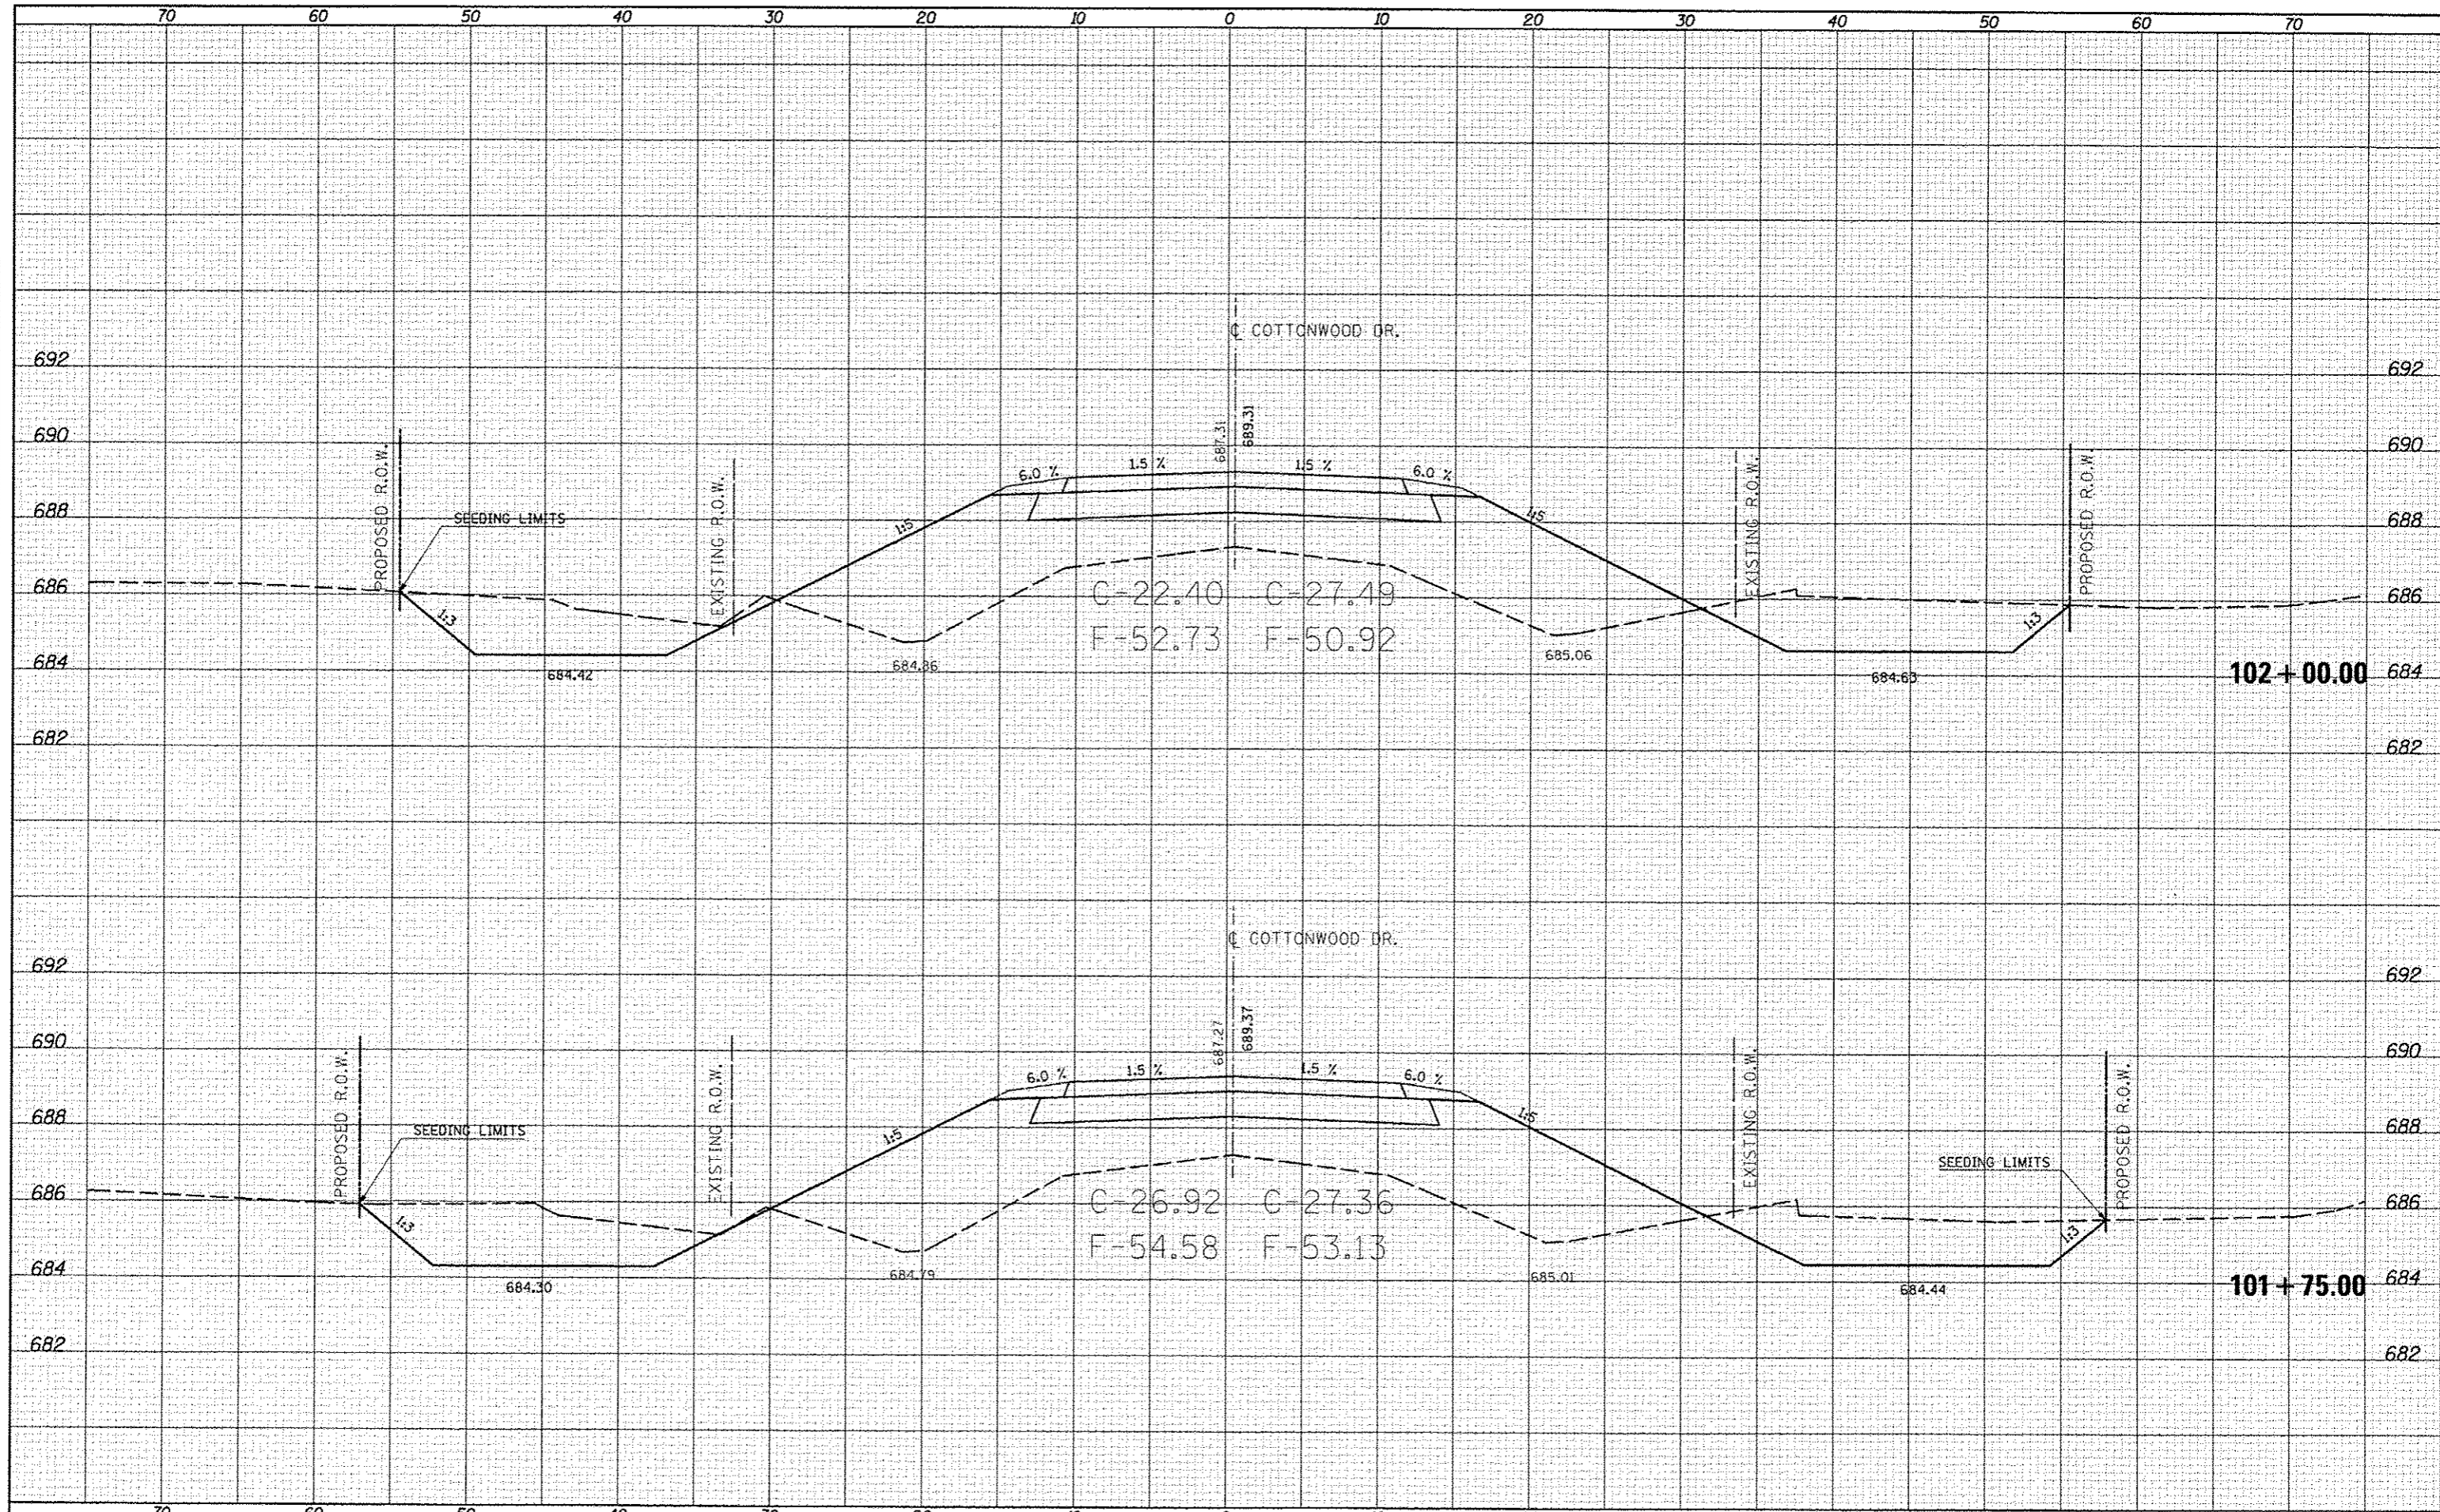 70 60 50 40 30 20 10 0 10 20 30 40 50 60 70
℄ COTTONWOOD DR.
692 692
687.31 689.31
690 690
PROPOSED R.O.W.
EXISTING R.O.W.
EXISTING R.O.W.
PROPOSED R.O.W.
6.0 % 1.5 % 1.5 % 6.0 %
688 688
SEEDING LIMITS
1:5 1:5
686 686
C-22.40 C-27.49
1:3 1:3
F-52.73 F-50.92
684 684
684.42 684.86 685.06 684.63
102+00.00
682 682
℄ COTTONWOOD DR.
692 692
687.27 689.37
690 690
PROPOSED R.O.W.
EXISTING R.O.W.
EXISTING R.O.W.
PROPOSED R.O.W.
6.0 % 1.5 % 1.5 % 6.0 %
688 688
SEEDING LIMITS
1:5 1:5
SEEDING LIMITS
686 686
C-26.92 C-27.36
1:3 1:3
F-54.58 F-53.13
684 684
684.30 684.79 685.01 684.44
101+75.00
682 682